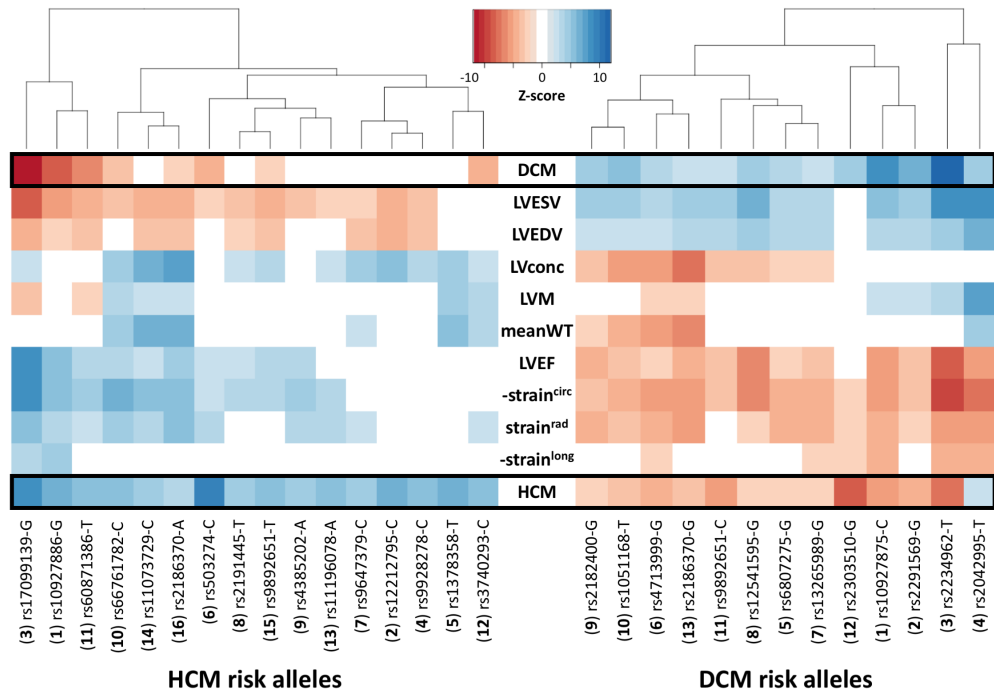 -10 0 10
Z-score
DCM
LVESV
LVEDV
LVconc
LVM
meanWT
LVEF
-strain^circ
strain^rad
-strain^long
HCM
(3) rs17099139-G
(1) rs10927886-G
(11) rs60871386-T
(10) rs66761782-C
(14) rs11073729-C
(16) rs2186370-A
(6) rs503274-C
(8) rs2191445-T
(15) rs9892651-T
(9) rs4385202-A
(13) rs11196078-A
(7) rs9647379-C
(2) rs12212795-C
(4) rs9928278-C
(5) rs1378358-T
(12) rs3740293-C
(9) rs2182400-G
(10) rs1051168-T
(6) rs4713999-G
(13) rs2186370-G
(11) rs9892651-C
(8) rs12541595-G
(5) rs6807275-G
(7) rs13265989-G
(12) rs2303510-G
(1) rs10927875-C
(2) rs2291569-G
(3) rs2234962-T
(4) rs2042995-T
HCM risk alleles
DCM risk alleles